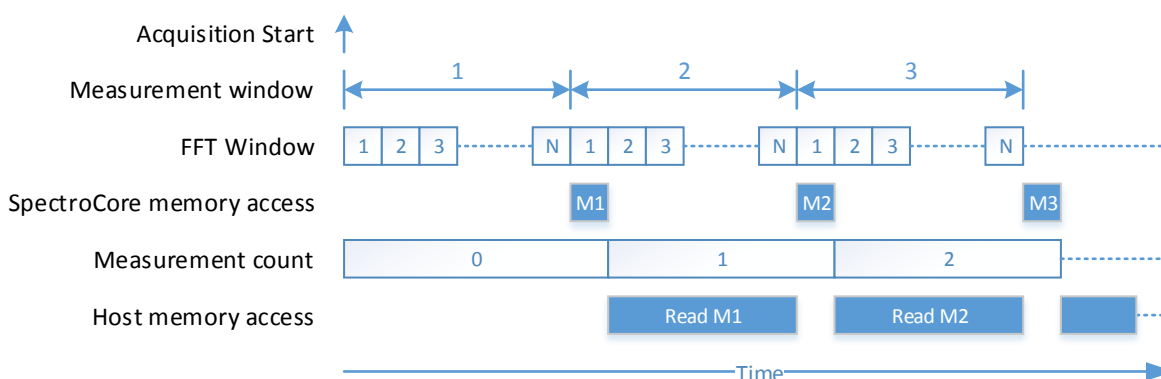 Acquisition Start
Measurement window 1 2 3
FFT Window 1 2 3 N 1 2 3 N 1 2 3 N
SpectroCore memory access M1 M2 M3
Measurement count 0 1 2
Host memory access Read M1 Read M2
Time